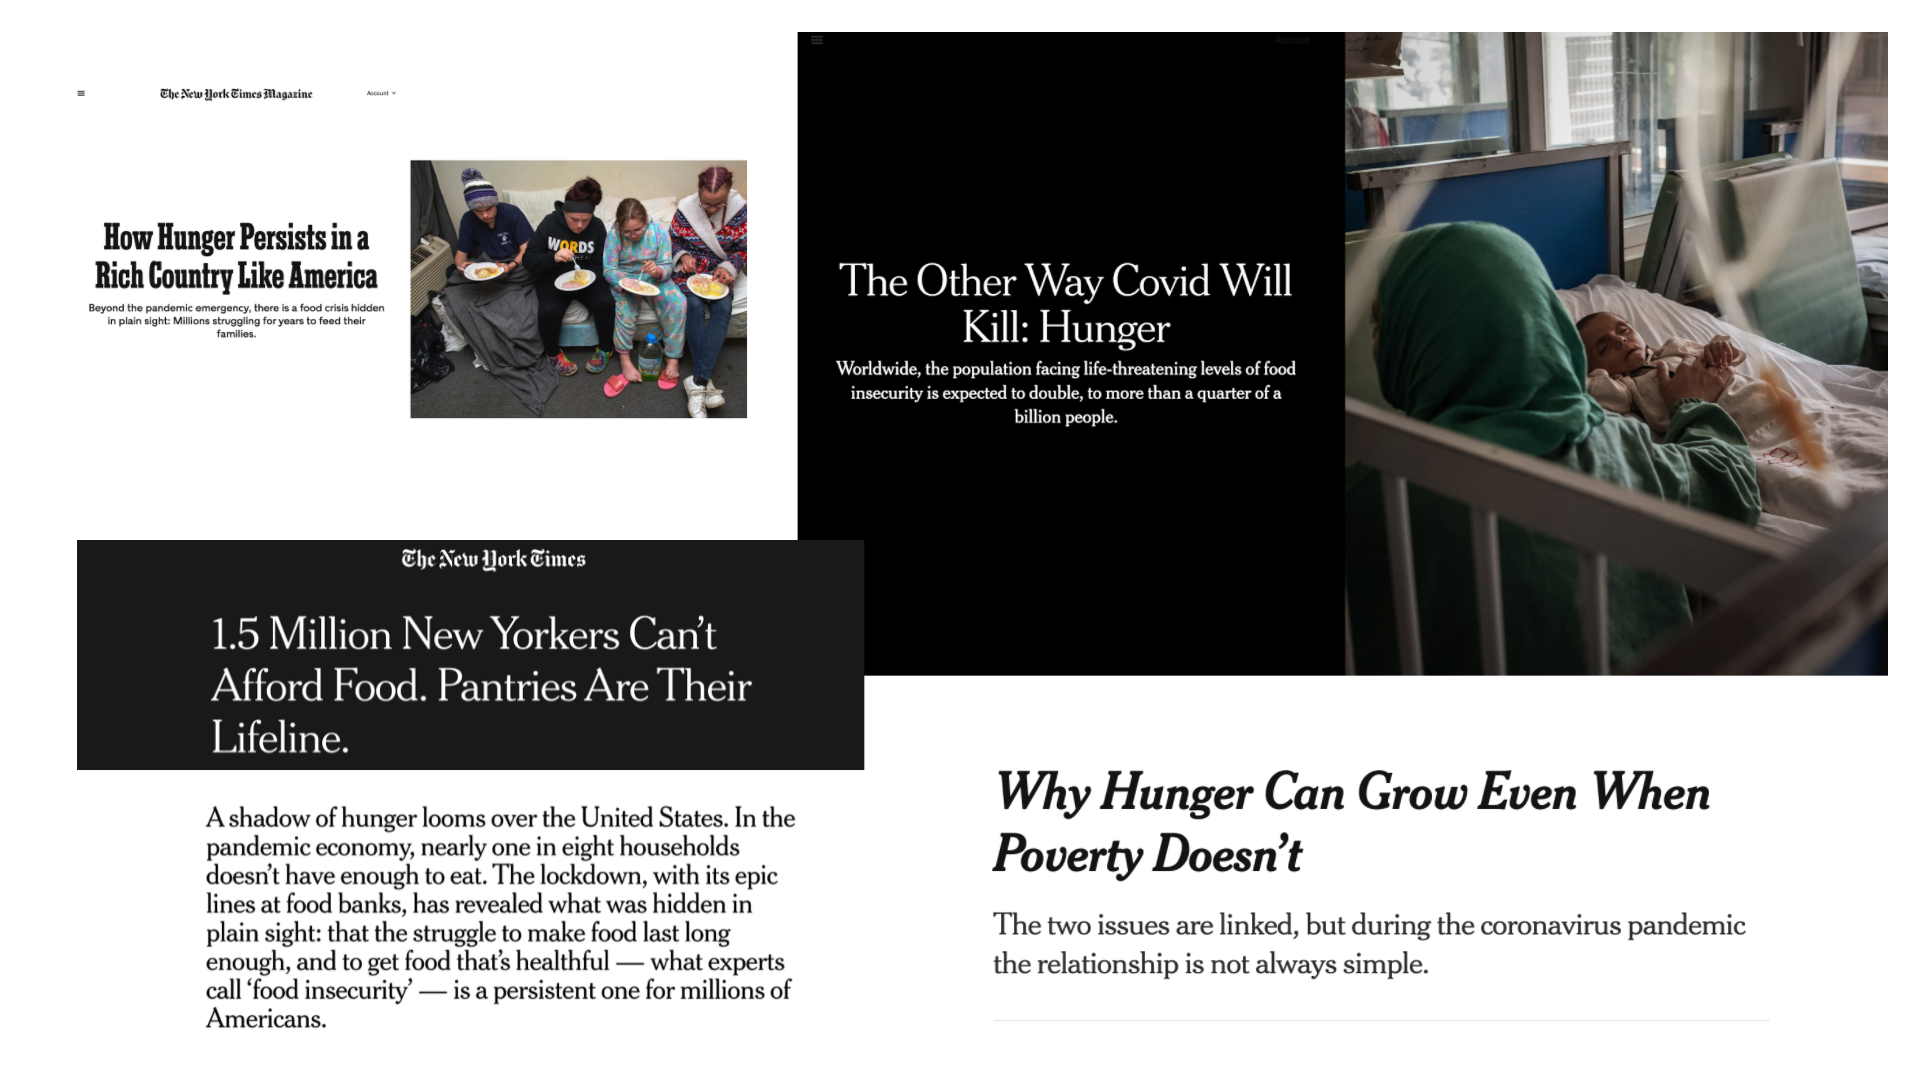 The New York Times Magazine
Account
How Hunger Persists in a
Rich Country Like America
Beyond the pandemic emergency, there is a food crisis hidden
in plain sight: Millions struggling for years to feed their
families.
WORDS
Account
The Other Way Covid Will
Kill: Hunger
Worldwide, the population facing life-threatening levels of food
insecurity is expected to double, to more than a quarter of a
billion people.
The New York Times
1.5 Million New Yorkers Can’t
Afford Food. Pantries Are Their
Lifeline.
A shadow of hunger looms over the United States. In the
pandemic economy, nearly one in eight households
doesn’t have enough to eat. The lockdown, with its epic
lines at food banks, has revealed what was hidden in
plain sight: that the struggle to make food last long
enough, and to get food that’s healthful — what experts
call ‘food insecurity’ — is a persistent one for millions of
Americans.
Why Hunger Can Grow Even When
Poverty Doesn’t
The two issues are linked, but during the coronavirus pandemic
the relationship is not always simple.